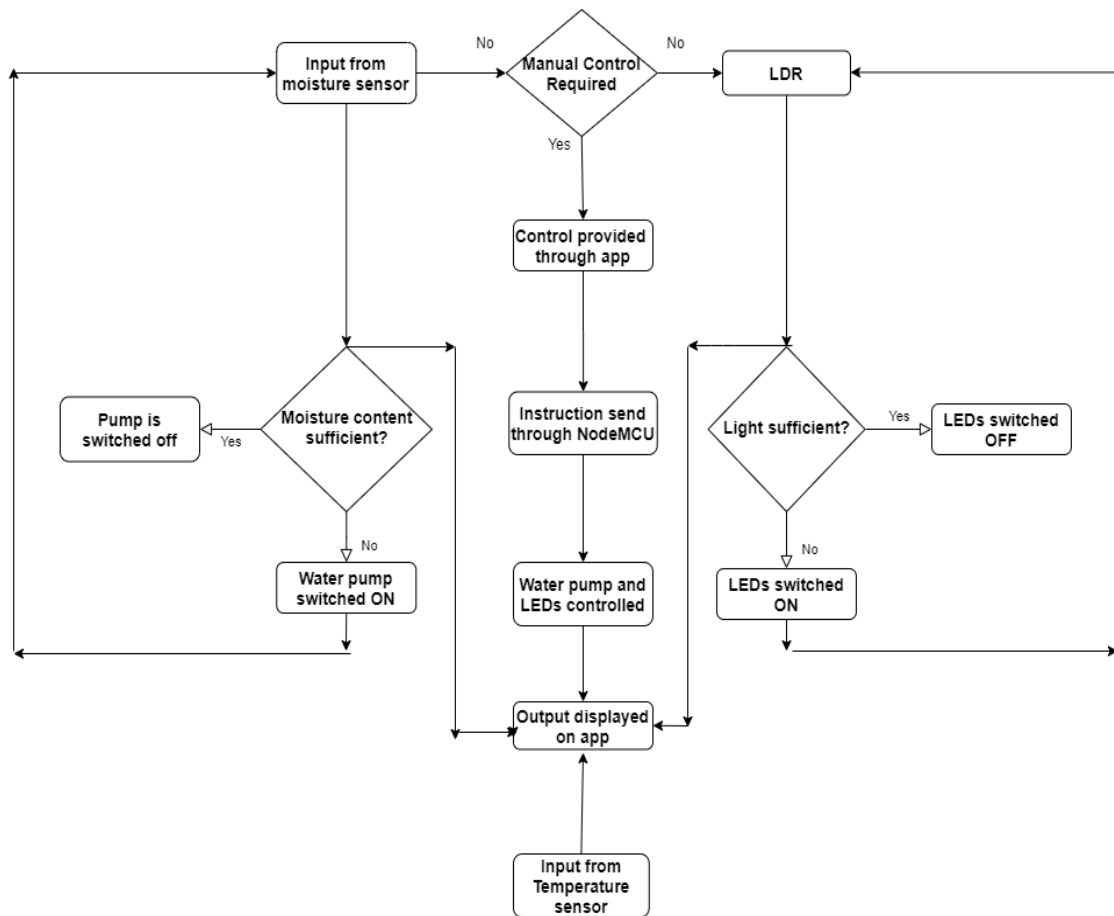 No
No
Input from
moisture sensor
Manual Control
Required
LDR
Yes
Control provided
through app
Pump is
switched off
Yes
Moisture content
sufficient?
Instruction send
through NodeMCU
Light sufficient?
Yes
LEDs switched
OFF
No
No
Water pump
switched ON
Water pump and
LEDs controlled
LEDs switched
ON
Output displayed
on app
Input from
Temperature
sensor